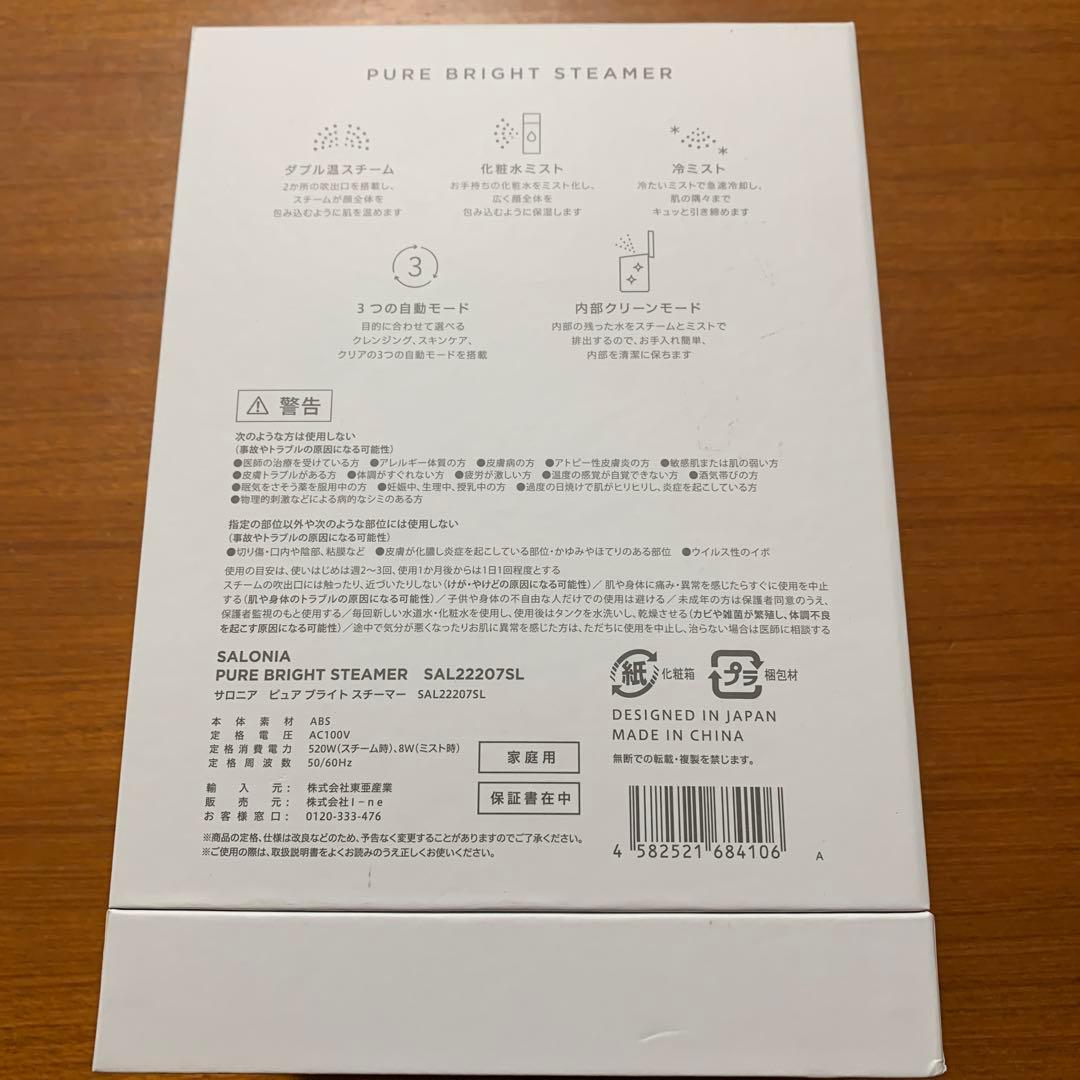 PURE BRIGHT STEAMER
ダブル温スチーム
2か所の吹出口を搭載し、
スチームが顔全体を
包み込むように肌を温めます
化粧水ミスト
お手持ちの化粧水をミスト化し、
広く顔全体を
包み込むように保湿します
冷ミスト
冷たいミストで急速冷却し、
肌の隅々まで
キュッと引き締めます
3
3つの自動モード
目的に合わせて選べる
クレンジング、スキンケア、
クリアの3つの自動モードを搭載
内部クリーンモード
内部の残った水をスチームとミストで
排出するので、お手入れ簡単、
内部を清潔に保ちます
警告
次のような方は使用しない
(事故やトラブルの原因になる可能性)
●医師の治療を受けている方 ●アレルギー体質の方 ●皮膚病の方 ●アトピー性皮膚炎の方 ●敏感肌または肌の弱い方
●皮膚トラブルがある方 ●体調がすぐれない方 ●疲労が激しい方 ●温度の感覚が自覚できない方 ●酒気帯びの方
●眠気をさそう薬を服用中の方 ●妊娠中、生理中、授乳中の方 ●過度の日焼けで肌がヒリヒリし、炎症を起こしている方
●物理的刺激などによる病的なシミのある方
指定の部位以外や次のような部位には使用しない
(事故やトラブルの原因になる可能性)
●切り傷・口内や陰部、粘膜など ●皮膚が化膿し炎症を起こしている部位・かゆみやほてりのある部位 ●ウイルス性のイボ
使用の目安は、使いはじめは週2〜3回、使用1か月後からは1日1回程度とする
スチームの吹出口には触ったり、近づいたりしない(けが・やけどの原因になる可能性)/肌や身体に痛み・異常を感じたらすぐに使用を中止
する(肌や身体のトラブルの原因になる可能性)/子供や身体の不自由な人だけでの使用は避ける/未成年の方は保護者同意のうえ、
保護者監視のもと使用する/毎回新しい水道水・化粧水を使用し、使用後はタンクを水洗いし、乾燥させる(カビや雑菌が繁殖し、体調不良
を起こす原因になる可能性)/途中で気分が悪くなったりお肌に異常を感じた方は、ただちに使用を中止し、治らない場合は医師に相談する
SALONIA
PURE BRIGHT STEAMER SAL22207SL
サロニア ピュア ブライト スチーマー SAL22207SL
本体素材 ABS
定格電圧 AC100V
定格消費電力 520W(スチーム時)、8W(ミスト時)
定格周波数 50/60Hz
輸入元: 株式会社東亜産業
販売元: 株式会社I-ne
お客様窓口: 0120-333-476
家庭用
保証書在中
※商品の定格、仕様は改良などのため、予告なく変更することがありますのでご了承ください。
※ご使用の際は、取扱説明書をよくお読みのうえ正しくお使いください。
紙 化粧箱
プラ 梱包材
DESIGNED IN JAPAN
MADE IN CHINA
無断での転載・複製を禁じます。
4 582521 684106
A